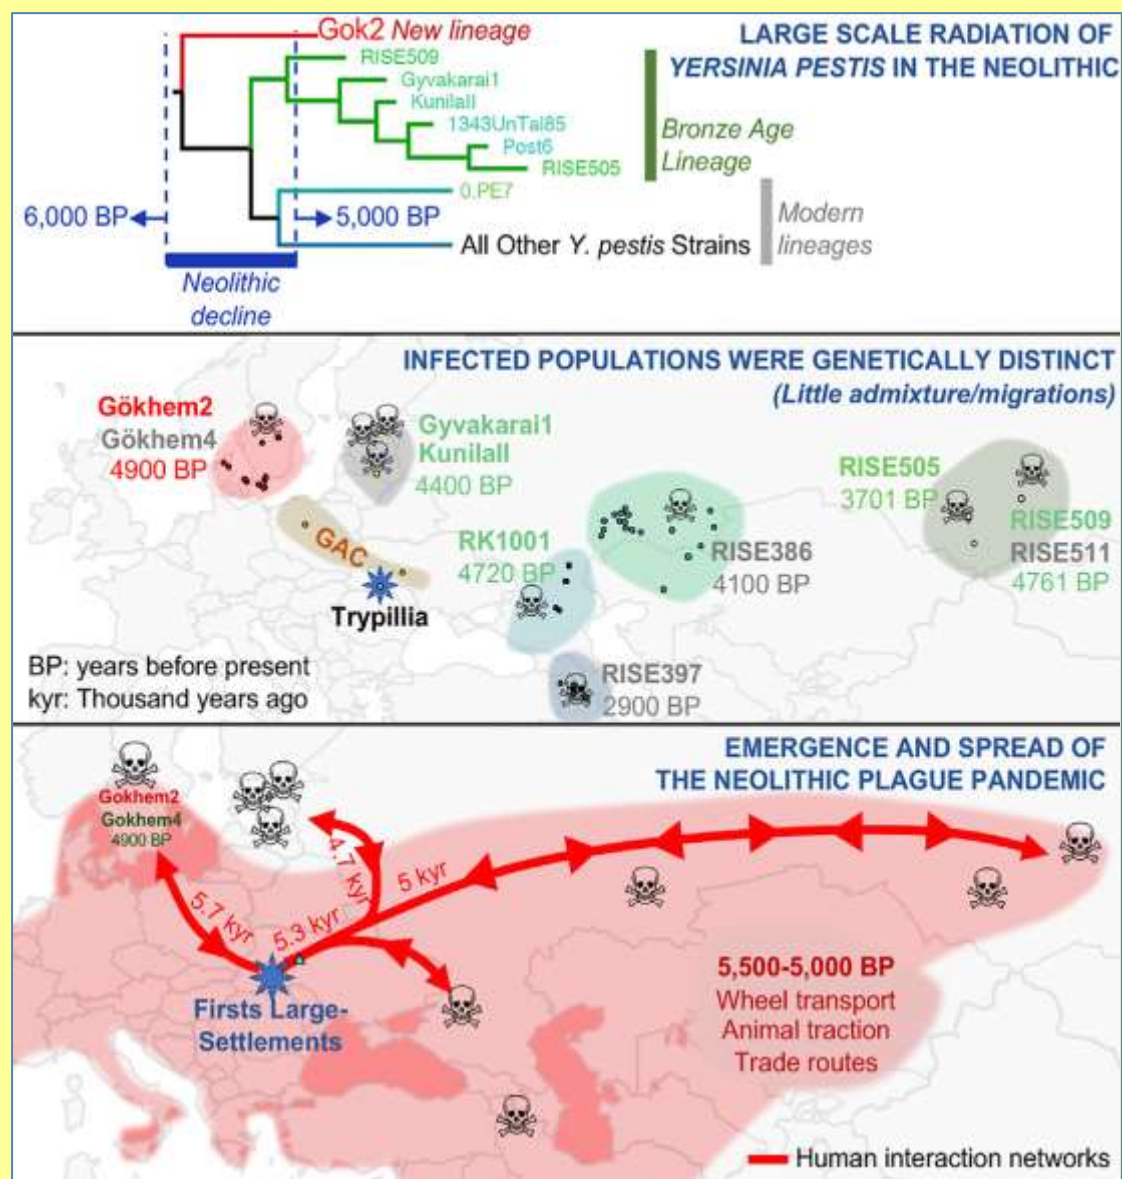 LARGE SCALE RADIATION OF
YERSINIA PESTIS IN THE NEOLITHIC
Gok2 New lineage
RISE509
Gyvakarai1
KunilaII
1343UnTal85
Post6
RISE505
Bronze Age
Lineage
0.PE7
All Other Y. pestis Strains
Modern
lineages
6,000 BP
5,000 BP
Neolithic
decline
INFECTED POPULATIONS WERE GENETICALLY DISTINCT
(Little admixture/migrations)
Gökhem2
Gökhem4
4900 BP
Gyvakarai1
KunilaII
4400 BP
RISE505
3701 BP
RISE509
RISE511
4761 BP
GAC
Trypillia
RK1001
4720 BP
RISE386
4100 BP
RISE397
2900 BP
BP: years before present
kyr: Thousand years ago
EMERGENCE AND SPREAD OF
THE NEOLITHIC PLAGUE PANDEMIC
Gokhem2
Gokhem4
4900 BP
4.7 kyr
5 kyr
5.7 kyr
5.3 kyr
Firsts Large-
Settlements
5,500-5,000 BP
Wheel transport
Animal traction
Trade routes
Human interaction networks